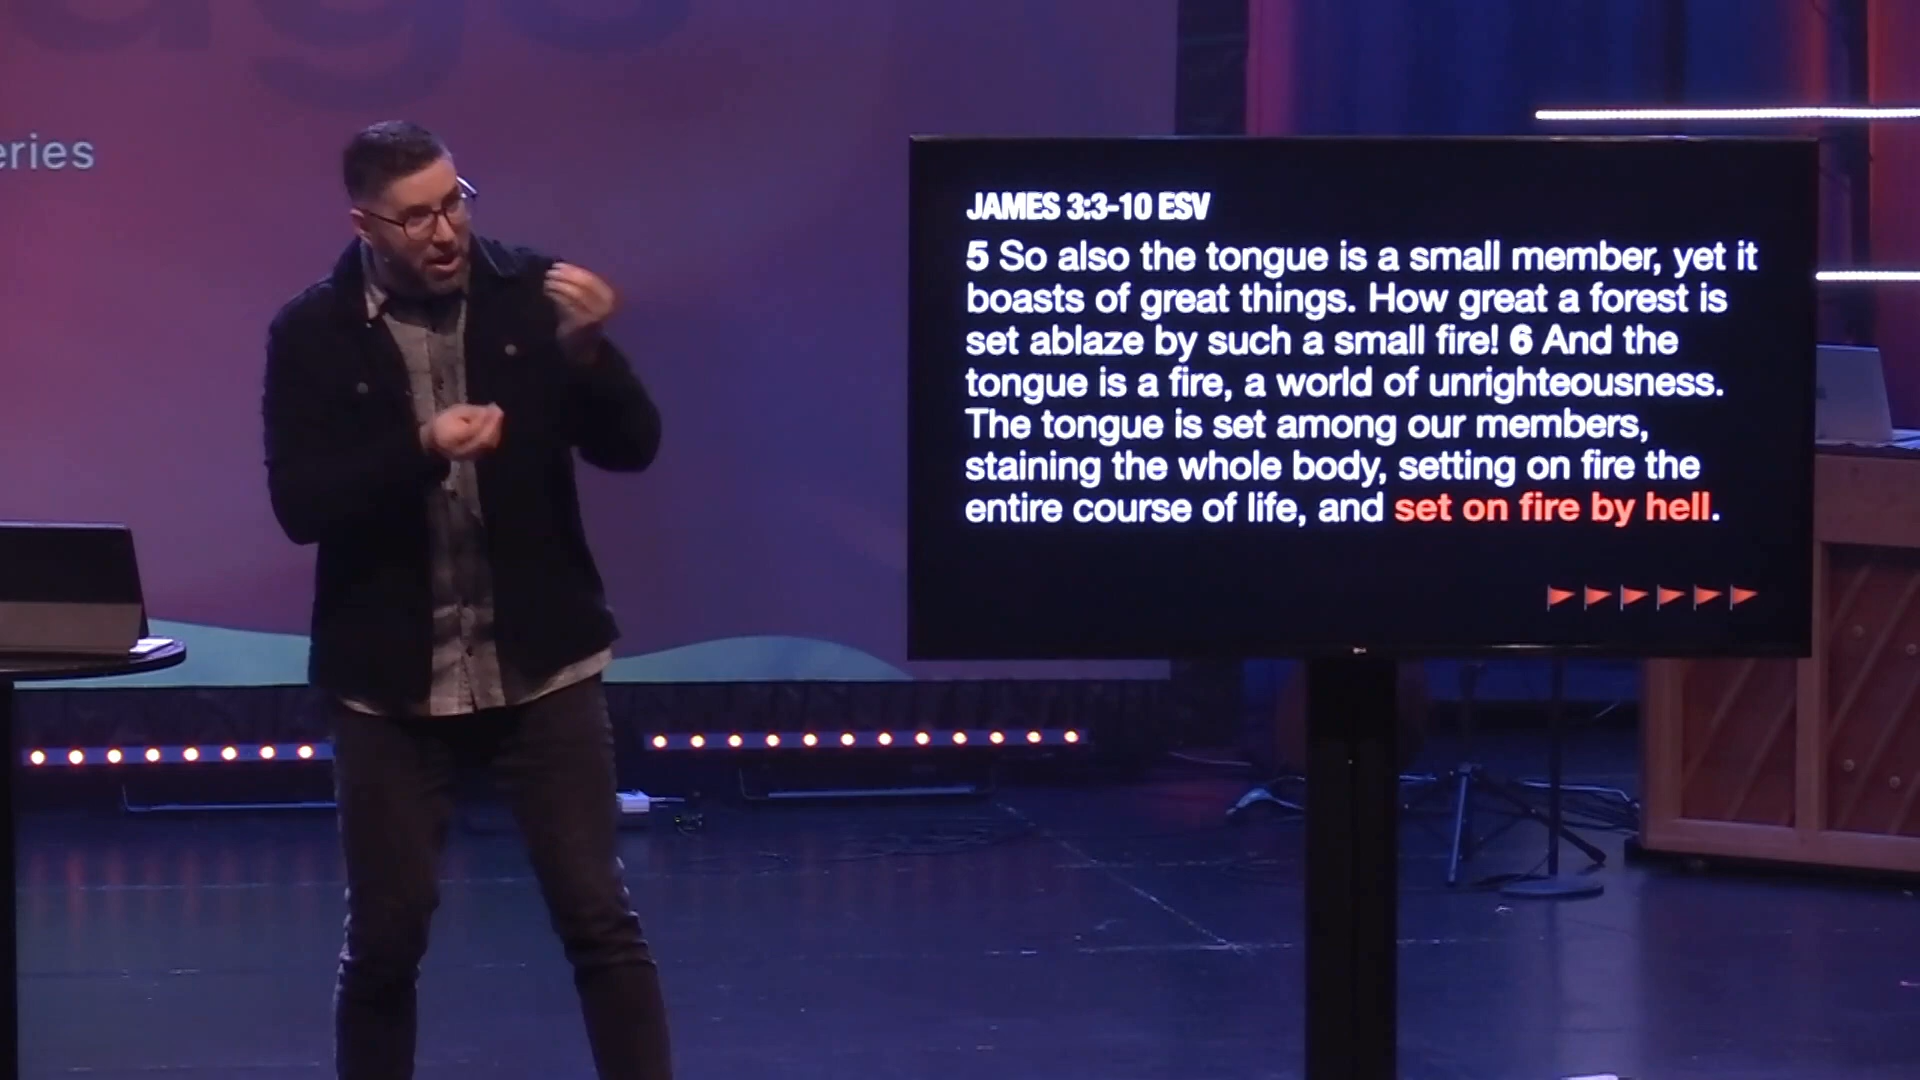 eries
JAMES 3:3-10 ESV
5 So also the tongue is a small member, yet it
boasts of great things. How great a forest is
set ablaze by such a small fire! 6 And the
tongue is a fire, a world of unrighteousness.
The tongue is set among our members,
staining the whole body, setting on fire the
entire course of life, and set on fire by hell.